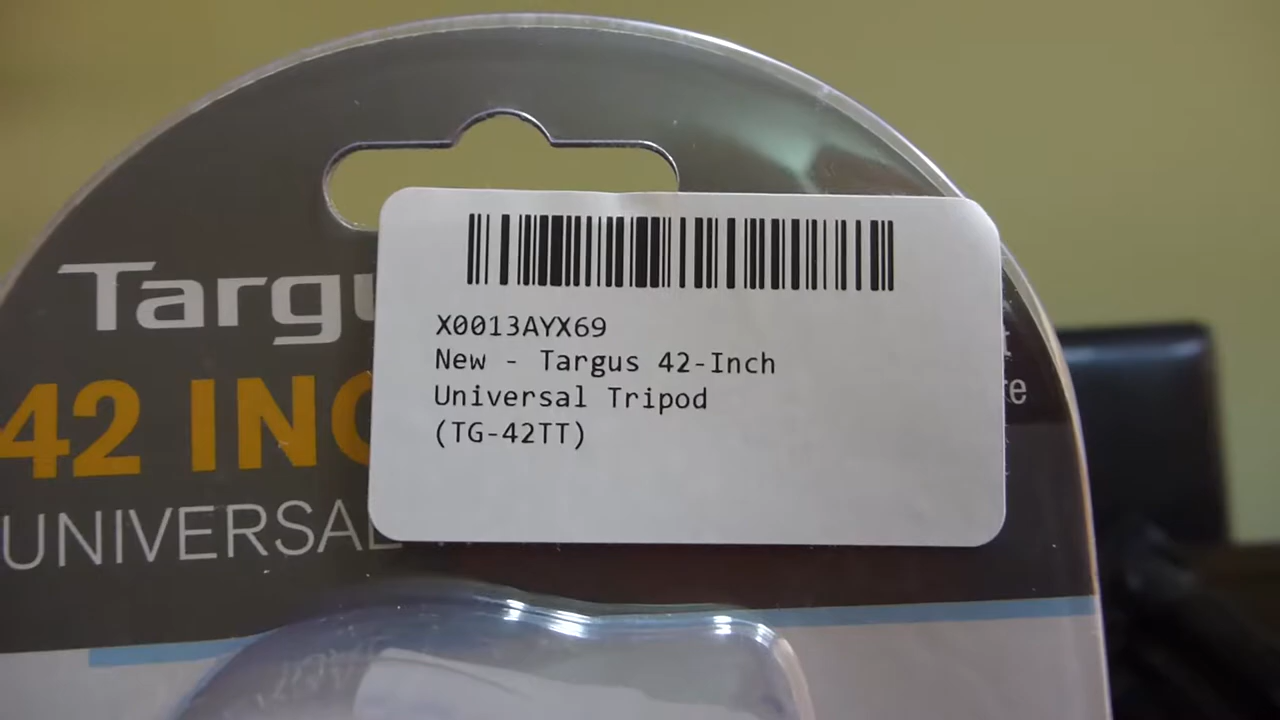 Targu
42 INC
UNIVERSAL
X0013AYX69
New - Targus 42-Inch
Universal Tripod
(TG-42TT)